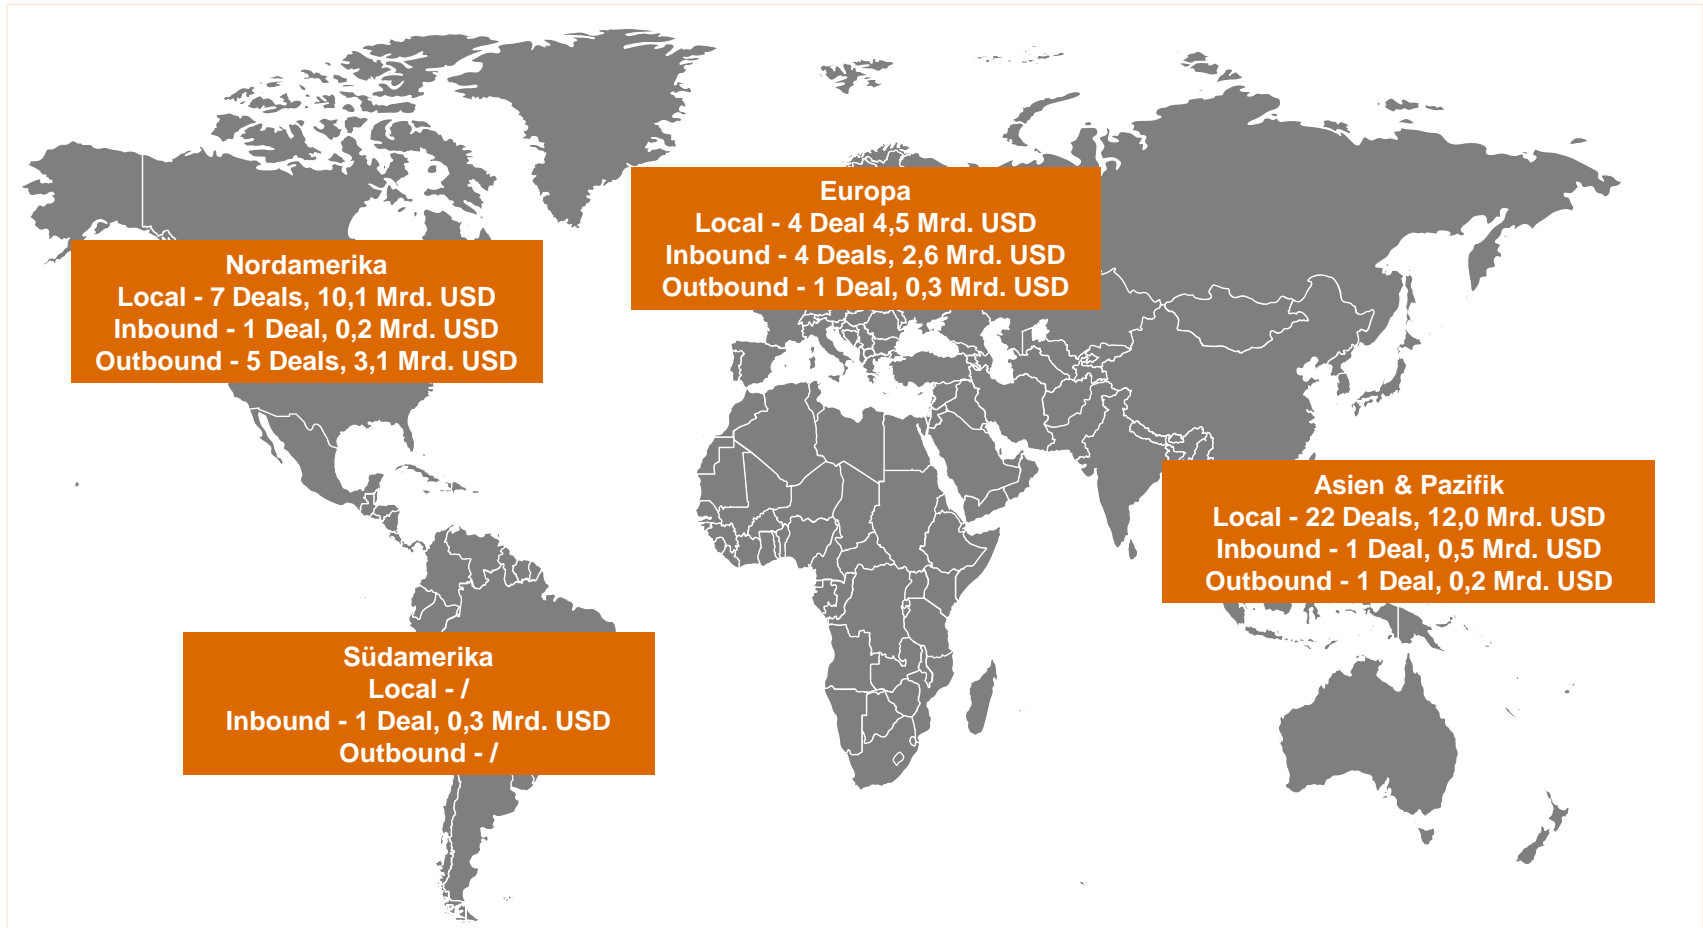 Europa
Local - 4 Deal 4,5 Mrd. USD
Inbound - 4 Deals, 2,6 Mrd. USD
Outbound - 1 Deal, 0,3 Mrd. USD
Nordamerika
Local - 7 Deals, 10,1 Mrd. USD
Inbound - 1 Deal, 0,2 Mrd. USD
Outbound - 5 Deals, 3,1 Mrd. USD
Asien & Pazifik
Local - 22 Deals, 12,0 Mrd. USD
Inbound - 1 Deal, 0,5 Mrd. USD
Outbound - 1 Deal, 0,2 Mrd. USD
Südamerika
Local - /
Inbound - 1 Deal, 0,3 Mrd. USD
Outbound - /